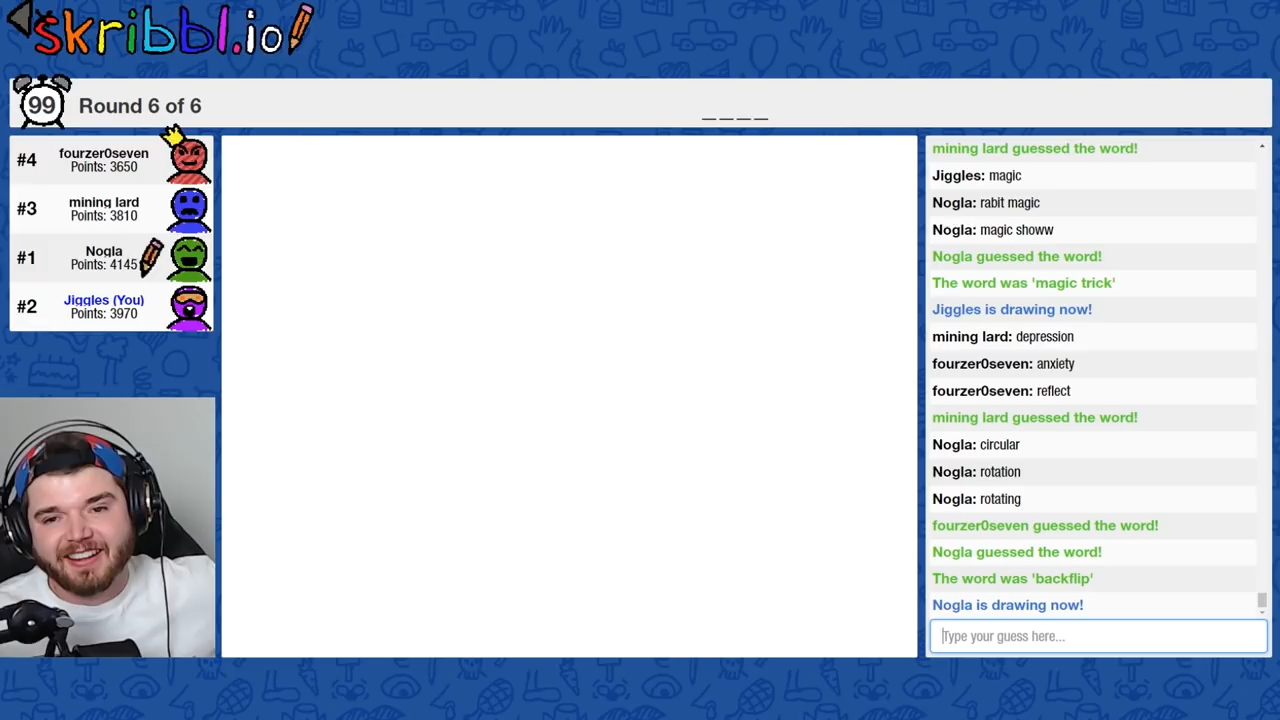 skribbl.io
99
Round 6 of 6
_ _ _ _
#4
fourzer0seven
Points: 3650
#3
mining lard
Points: 3810
#1
Nogla
Points: 4145
#2
Jiggles (You)
Points: 3970
mining lard guessed the word!
Jiggles: magic
Nogla: rabit magic
Nogla: magic showw
Nogla guessed the word!
The word was 'magic trick'
Jiggles is drawing now!
mining lard: depression
fourzer0seven: anxiety
fourzer0seven: reflect
mining lard guessed the word!
Nogla: circular
Nogla: rotation
Nogla: rotating
fourzer0seven guessed the word!
Nogla guessed the word!
The word was 'backflip'
Nogla is drawing now!
Type your guess here...